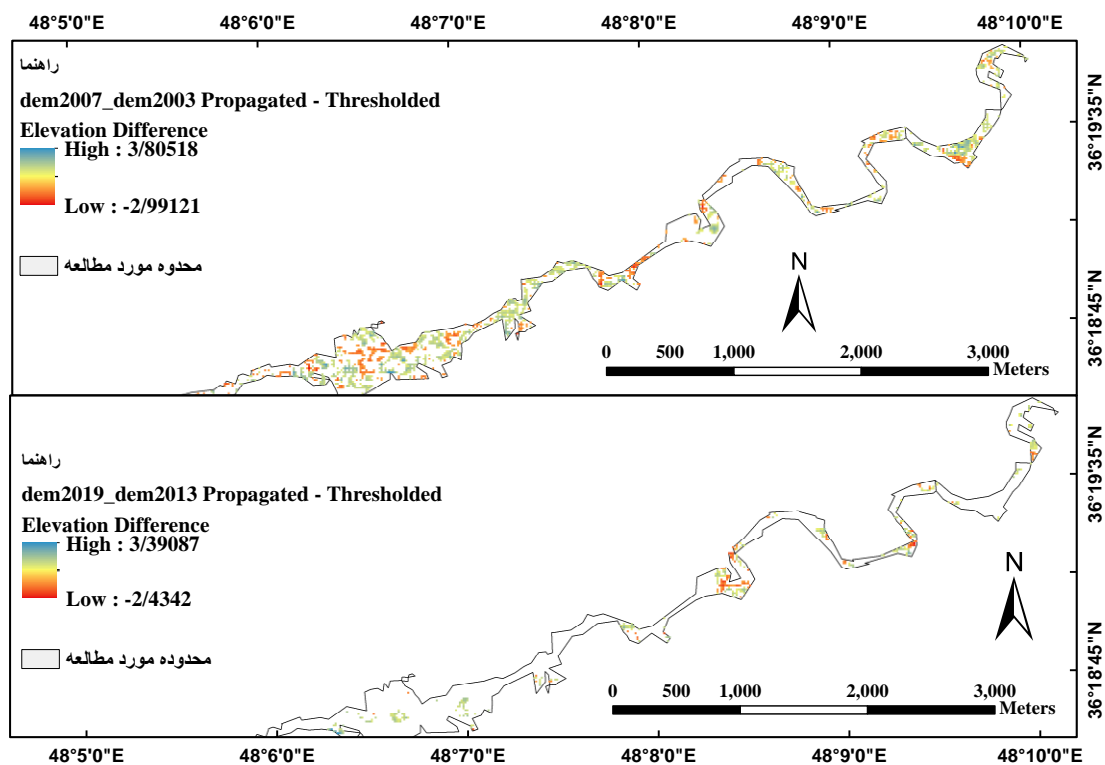 48°5'0"E 48°6'0"E 48°7'0"E 48°8'0"E 48°9'0"E 48°10'0"E
راهنما
dem2007_dem2003 Propagated - Thresholded
Elevation Difference
High : 3/80518
Low : -2/99121
محدوه مورد مطالعه
36°19'35"N
36°18'45"N
N
0 500 1,000 2,000 3,000
Meters
راهنما
dem2019_dem2013 Propagated - Thresholded
Elevation Difference
High : 3/39087
Low : -2/4342
محدوده مورد مطالعه
36°19'35"N
36°18'45"N
N
0 500 1,000 2,000 3,000
Meters
48°5'0"E 48°6'0"E 48°7'0"E 48°8'0"E 48°9'0"E 48°10'0"E